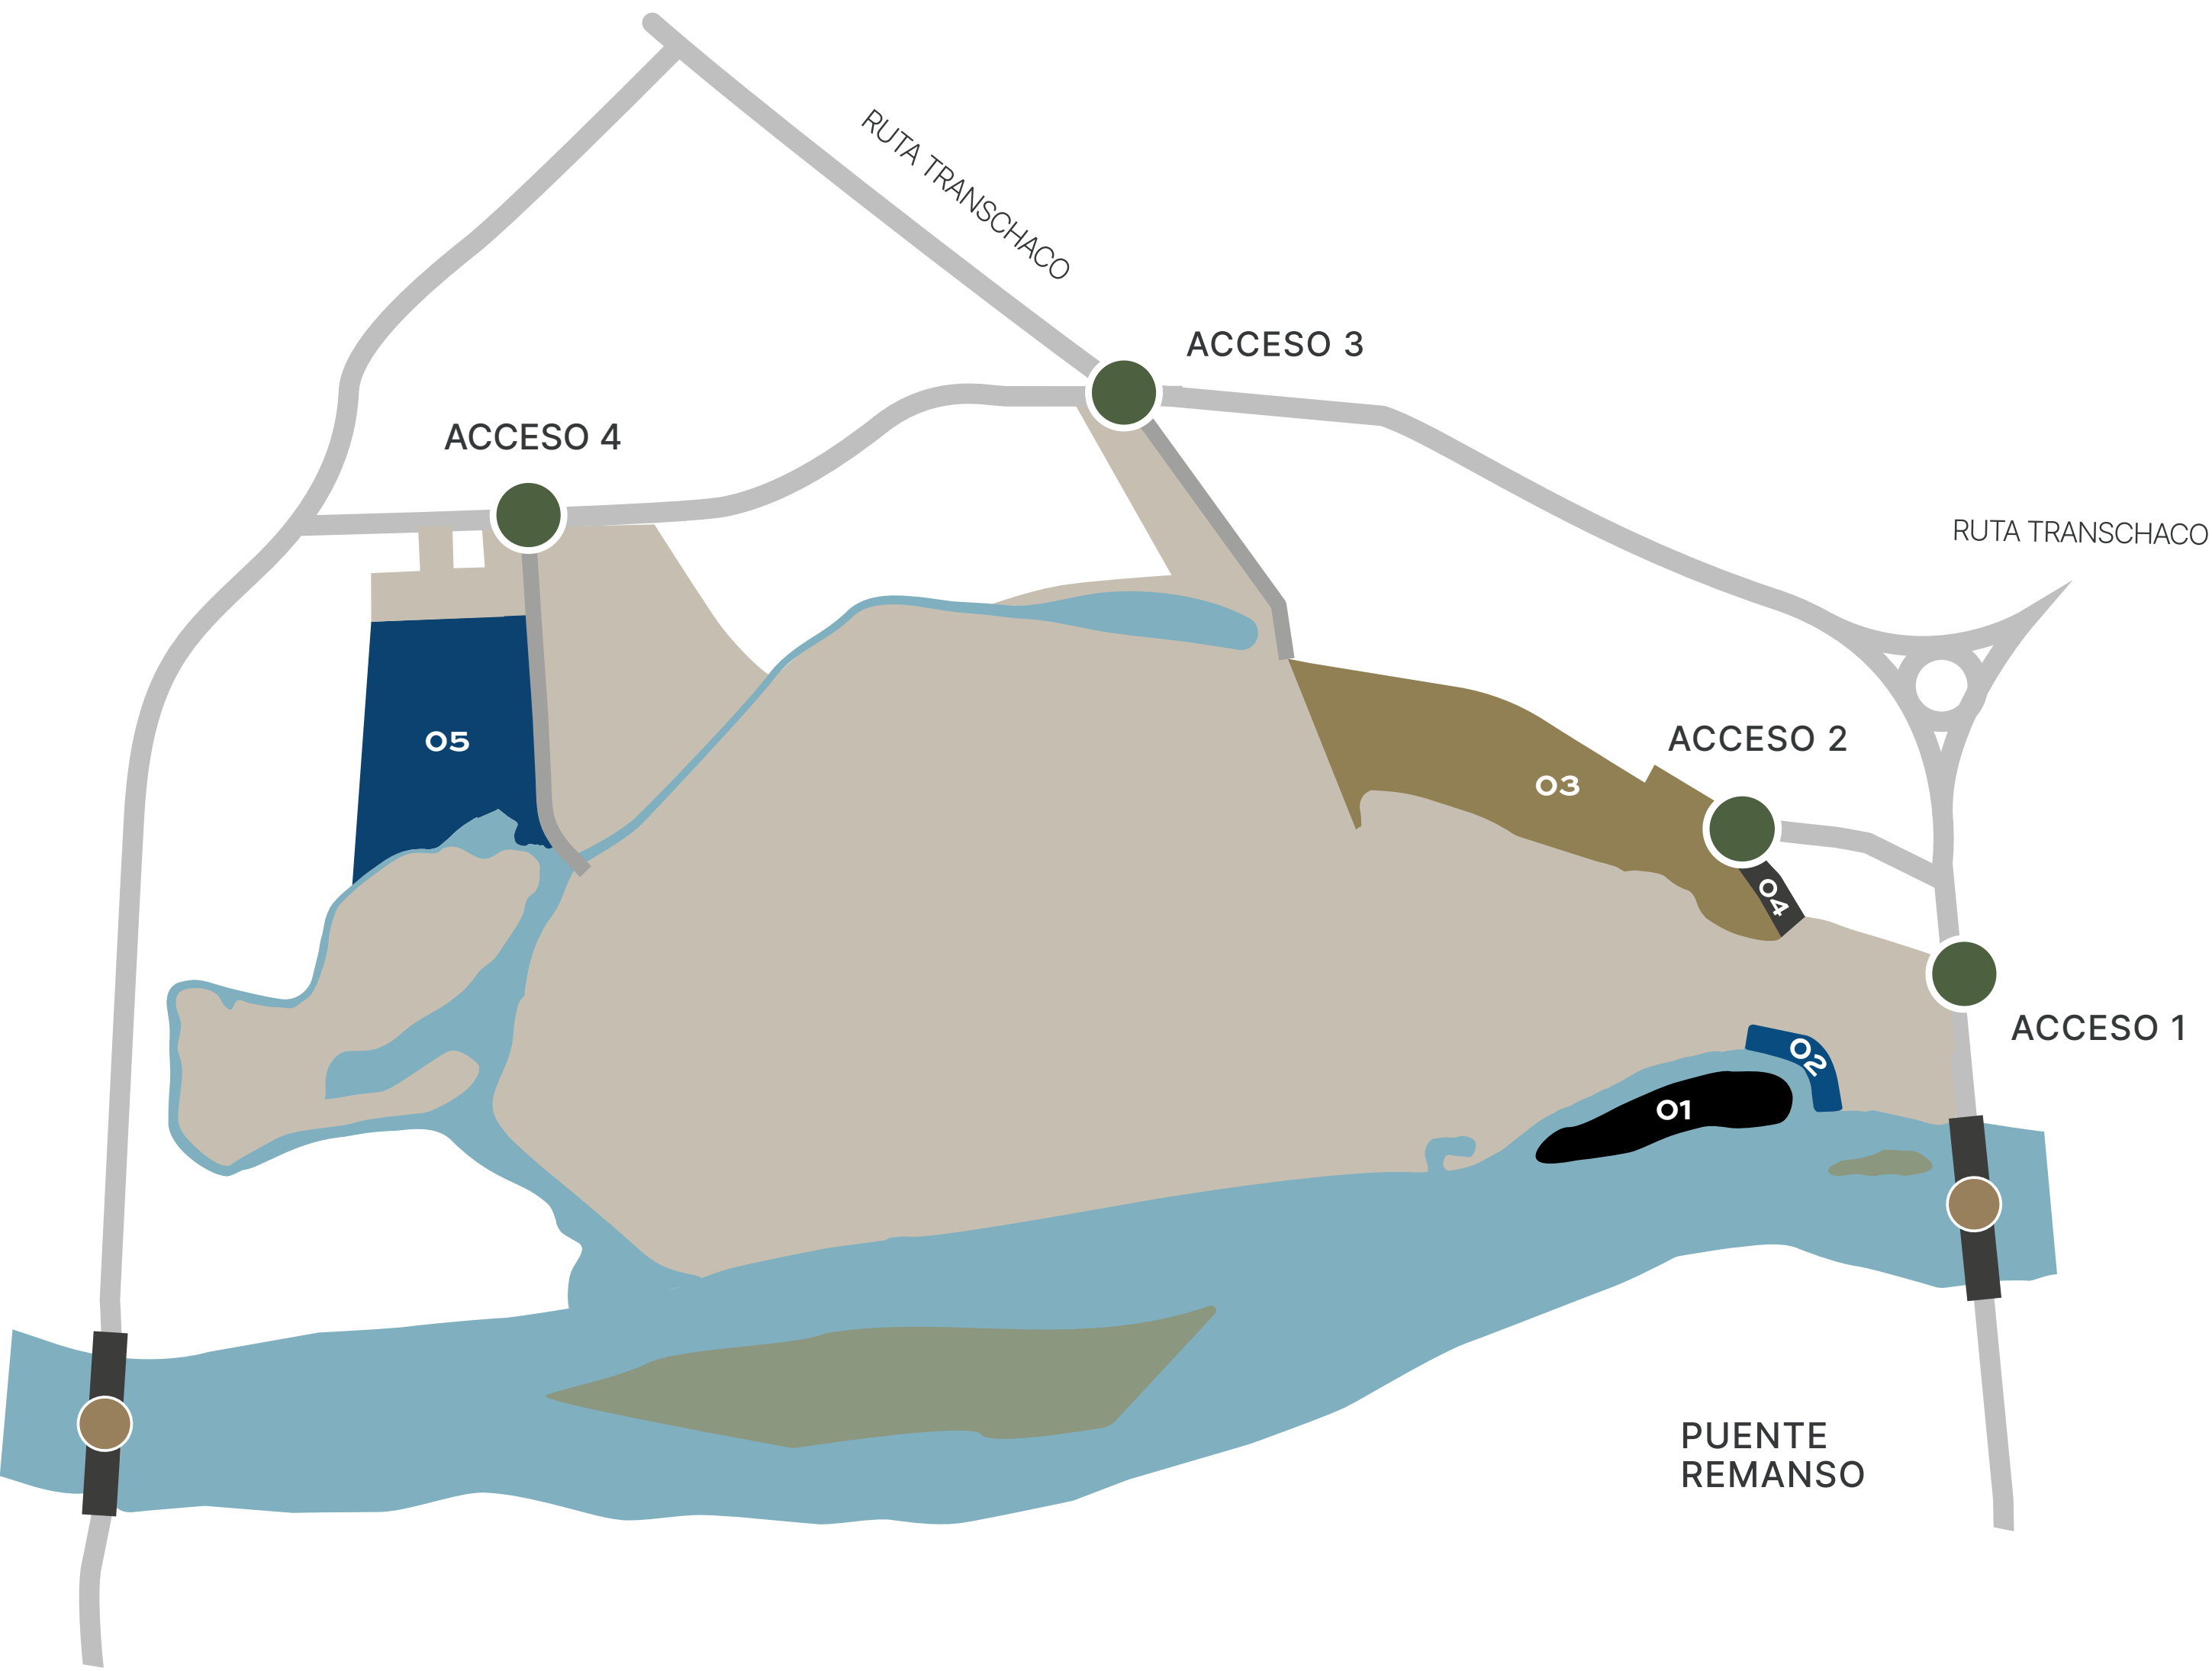 RUTA TRANSCHACO
ACCESO 3
ACCESO 4
RUTA TRANSCHACO
05
ACCESO 2
03
04
ACCESO 1
02
01
PUENTE
REMANSO